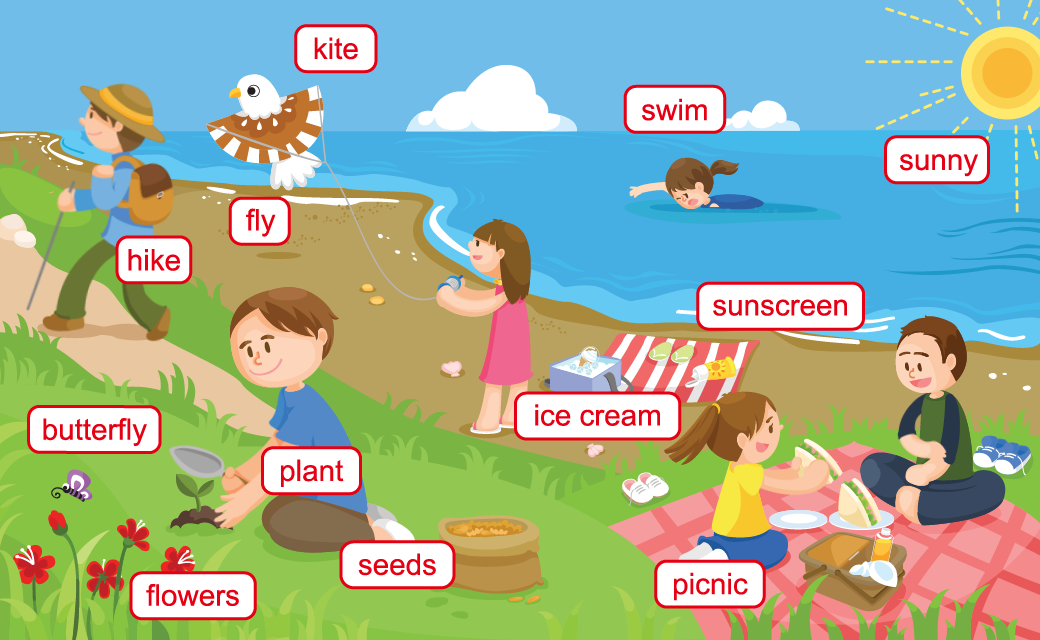 kite
swim
sunny
fly
hike
sunscreen
ice cream
butterfly
plant
seeds
picnic
flowers